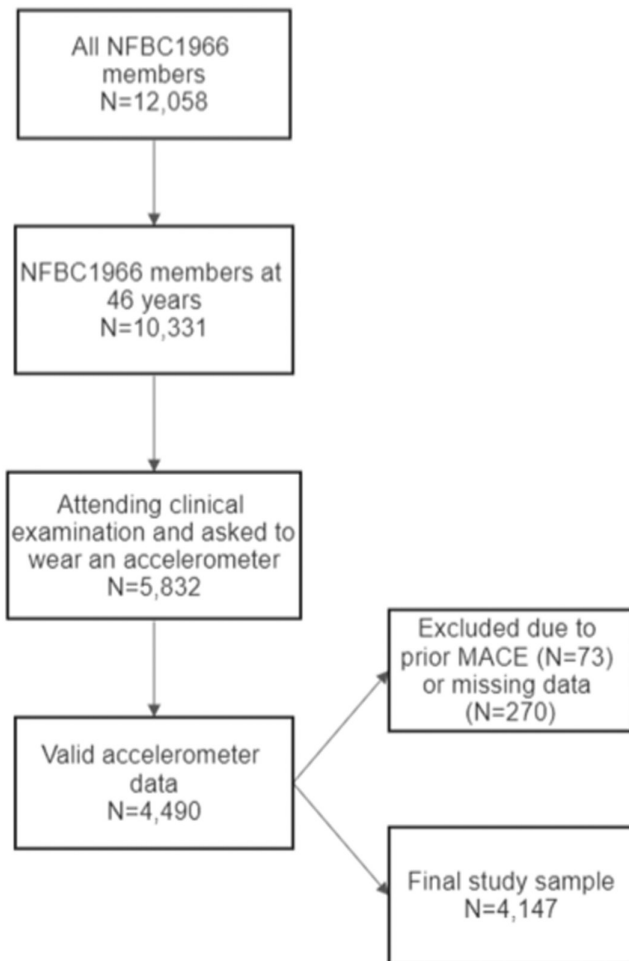 All NFBC1966
members
N=12,058
NFBC1966 members at
46 years
N=10,331
Attending clinical
examination and asked to
wear an accelerometer
N=5,832
Excluded due to
prior MACE (N=73)
or missing data
(N=270)
Valid accelerometer
data
N=4,490
Final study sample
N=4,147